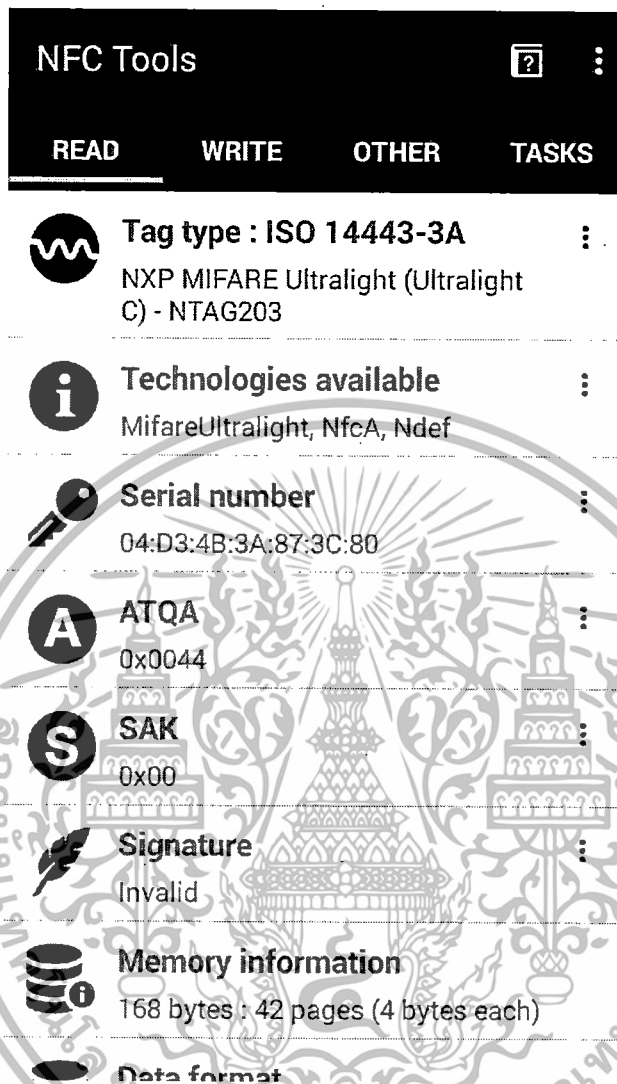 NFC Tools
READ WRITE OTHER TASKS
Tag type : ISO 14443-3A
NXP MIFARE Ultralight (Ultralight
C) - NTAG203
Technologies available
MifareUltralight, NfcA, Ndef
Serial number
04:D3:4B:3A:87:3C:80
ATQA
0x0044
SAK
0x00
Signature
Invalid
Memory information
168 bytes : 42 pages (4 bytes each)
Data format